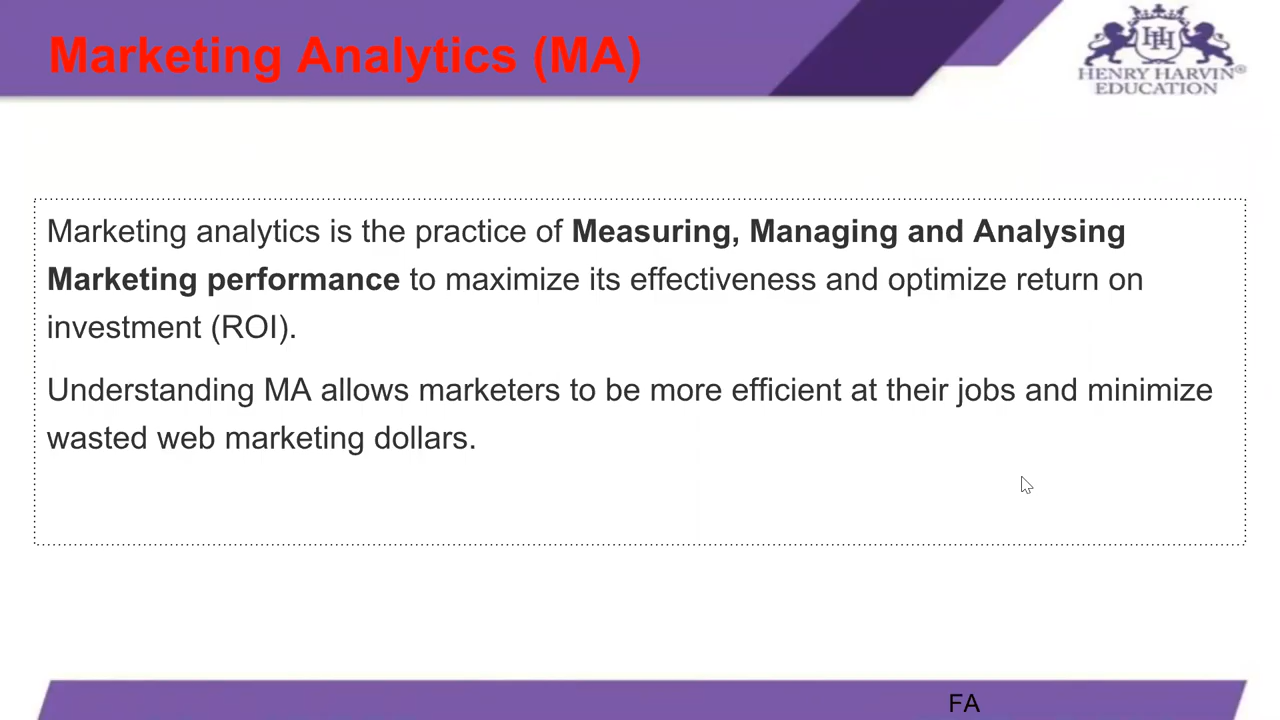 Marketing Analytics (MA)
HENRY HARVIN®
EDUCATION
Marketing analytics is the practice of Measuring, Managing and Analysing
Marketing performance to maximize its effectiveness and optimize return on
investment (ROI).
Understanding MA allows marketers to be more efficient at their jobs and minimize
wasted web marketing dollars.
FA